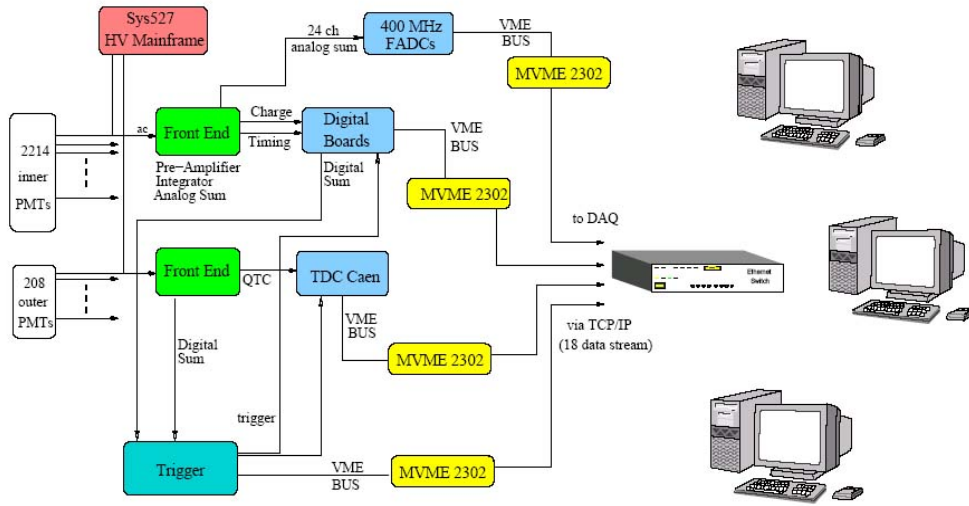 Sys527
HV Mainframe
24 ch
analog sum
400 MHz
FADCs
VME
BUS
MVME 2302
2214
inner
PMTs
ac
Front End
Charge
Timing
Digital
Boards
VME
BUS
Pre-Amplifier
Integrator
Analog Sum
Digital
Sum
MVME 2302
to DAQ
208
outer
PMTs
Front End
QTC
TDC Caen
Ethernet
Switch
VME
BUS
via TCP/IP
(18 data stream)
Digital
Sum
MVME 2302
trigger
Trigger
VME
BUS
MVME 2302